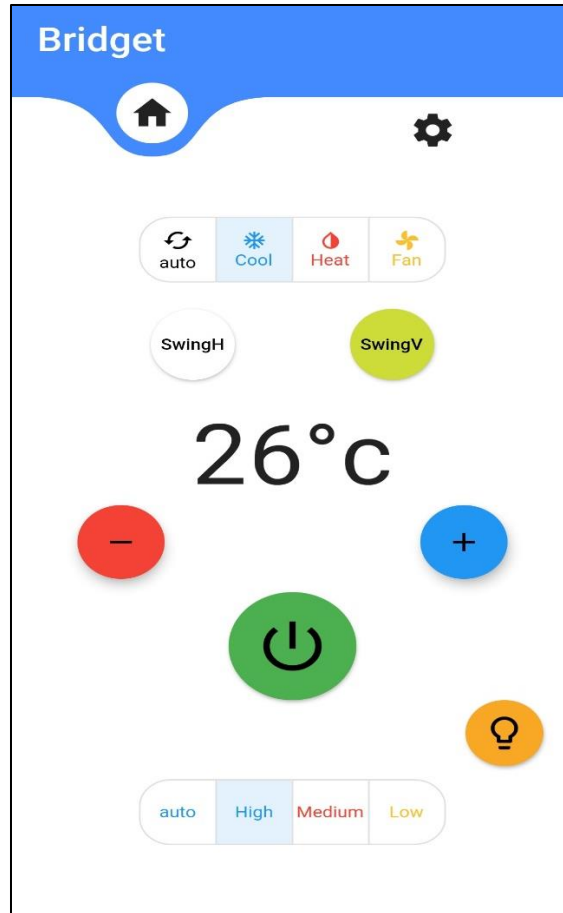 Bridget
auto Cool Heat Fan
SwingH SwingV
26°c
− +
auto High Medium Low